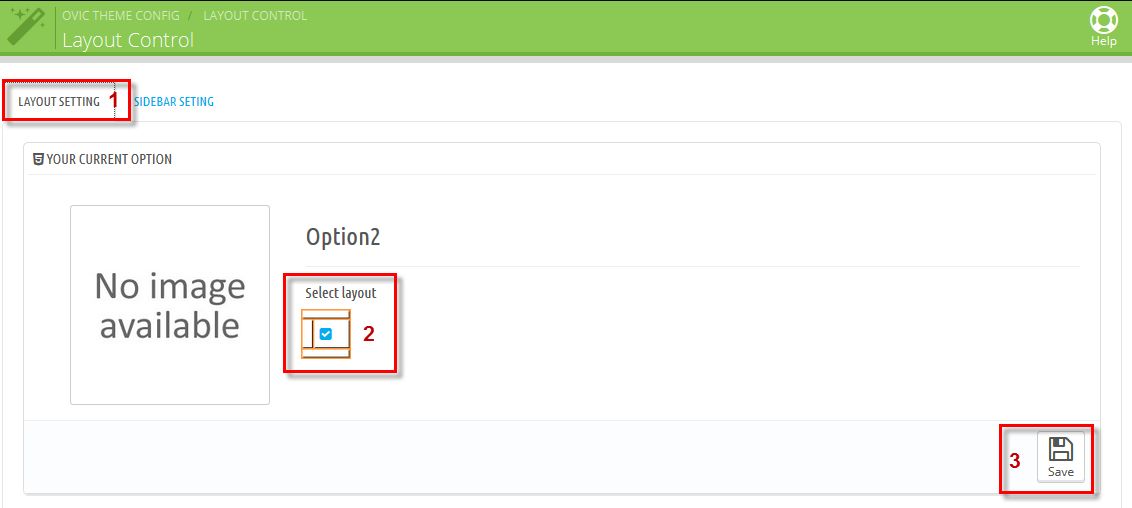 OVIC THEME CONFIG / LAYOUT CONTROL
Layout Control
Help
LAYOUT SETTING 1 SIDEBAR SETING
YOUR CURRENT OPTION
No image
available
Option2
Select layout
2
3
Save